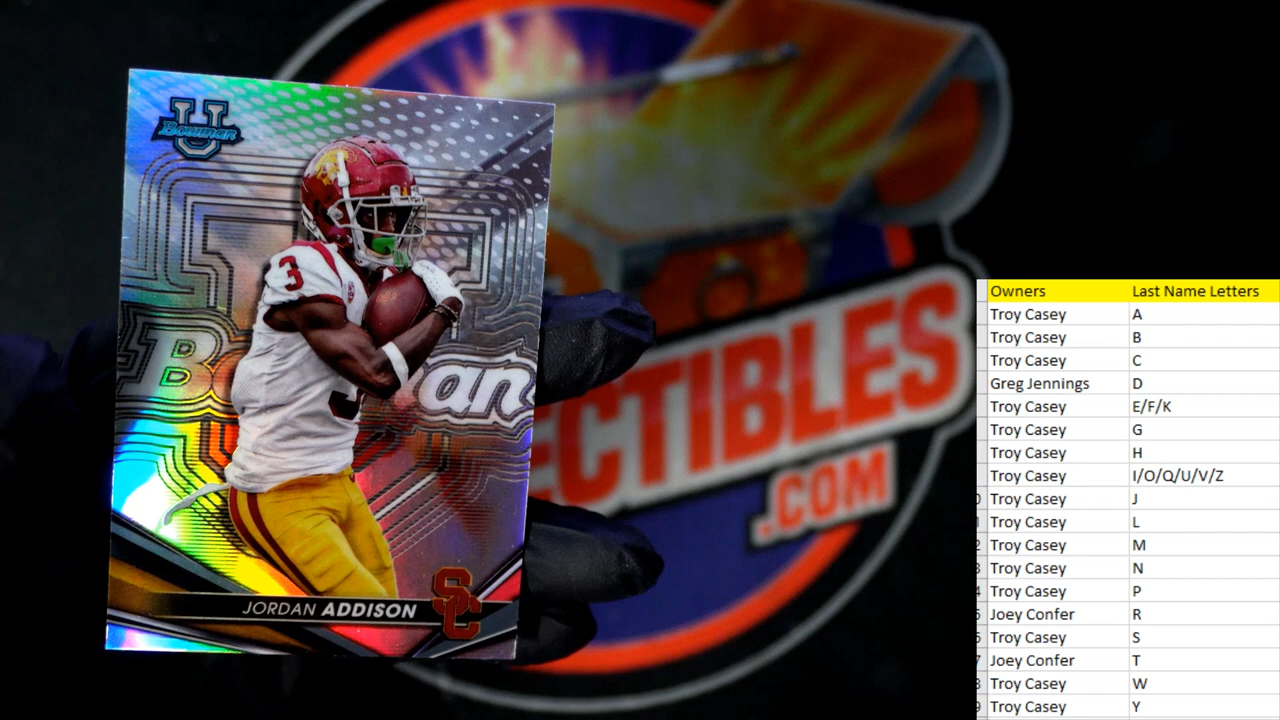 U
Bowman
3
3
JORDAN ADDISON
SC
ECTIBLES
.COM
Owners Last Name Letters
Troy Casey A
Troy Casey B
Troy Casey C
Greg Jennings D
Troy Casey E/F/K
Troy Casey G
Troy Casey H
Troy Casey I/O/Q/U/V/Z
Troy Casey J
Troy Casey L
Troy Casey M
Troy Casey N
Troy Casey P
Joey Confer R
Troy Casey S
Joey Confer T
Troy Casey W
Troy Casey Y